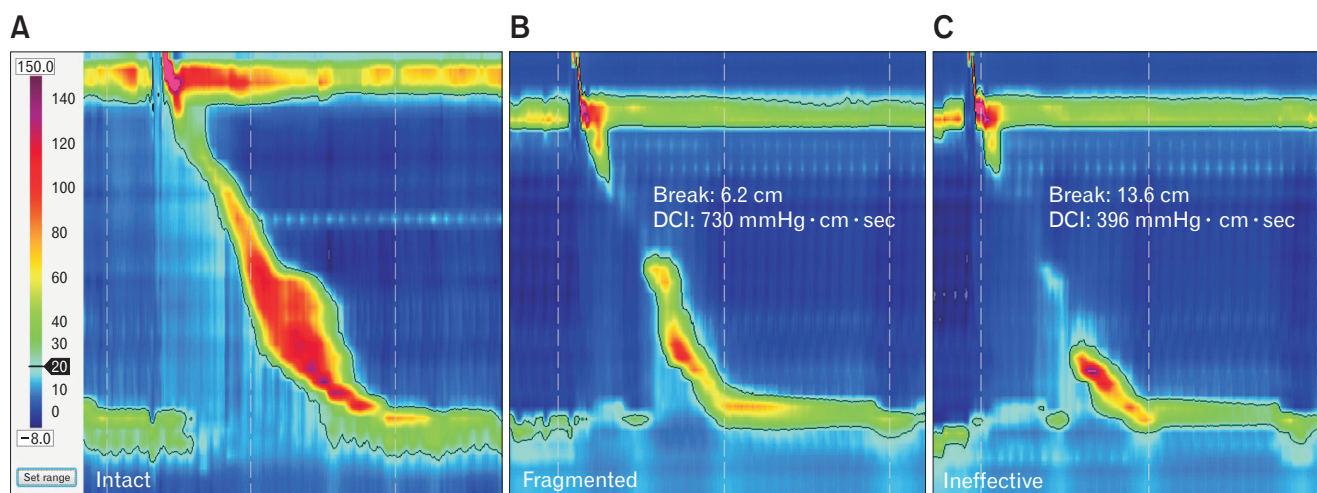 A
B
C
150.0
140
120
100
80
60
40
30
20
10
0
−8.0
Set range
Intact
Break: 6.2 cm
DCI: 730 mmHg·cm·sec
Fragmented
Break: 13.6 cm
DCI: 396 mmHg·cm·sec
Ineffective